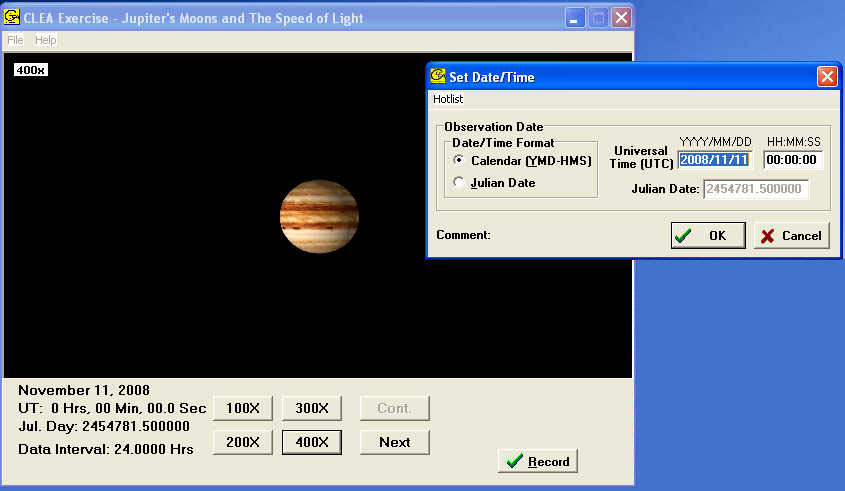 CLEA Exercise - Jupiter's Moons and The Speed of Light
File Help
400x
Set Date/Time
Hotlist
Observation Date
Date/Time Format
Calendar (YMD-HMS)
Julian Date
YYYY/MM/DD HH:MM:SS
Universal Time (UTC) 2008/11/11 00:00:00
Julian Date: 2454781.500000
Comment:
OK Cancel
November 11, 2008
UT: 0 Hrs, 00 Min, 00.0 Sec
Jul. Day: 2454781.500000
Data Interval: 24.0000 Hrs
100X 300X Cont.
200X 400X Next
Record